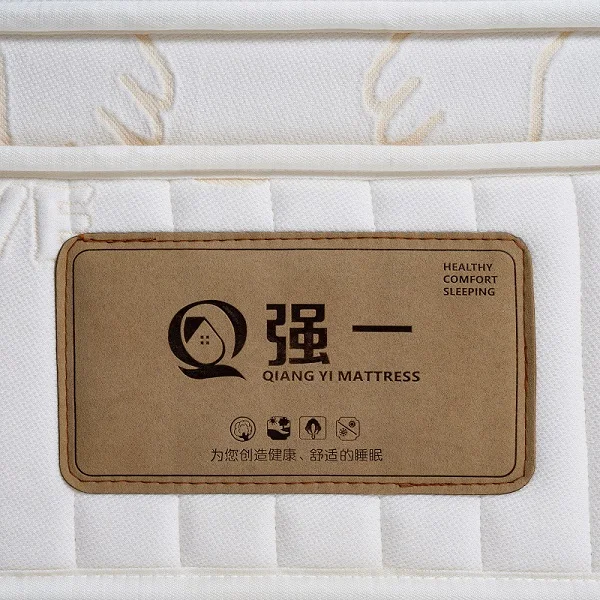 HEALTHY
COMFORT
SLEEPING
强一
QIANG YI MATTRESS
为您创造健康、舒适的睡眠